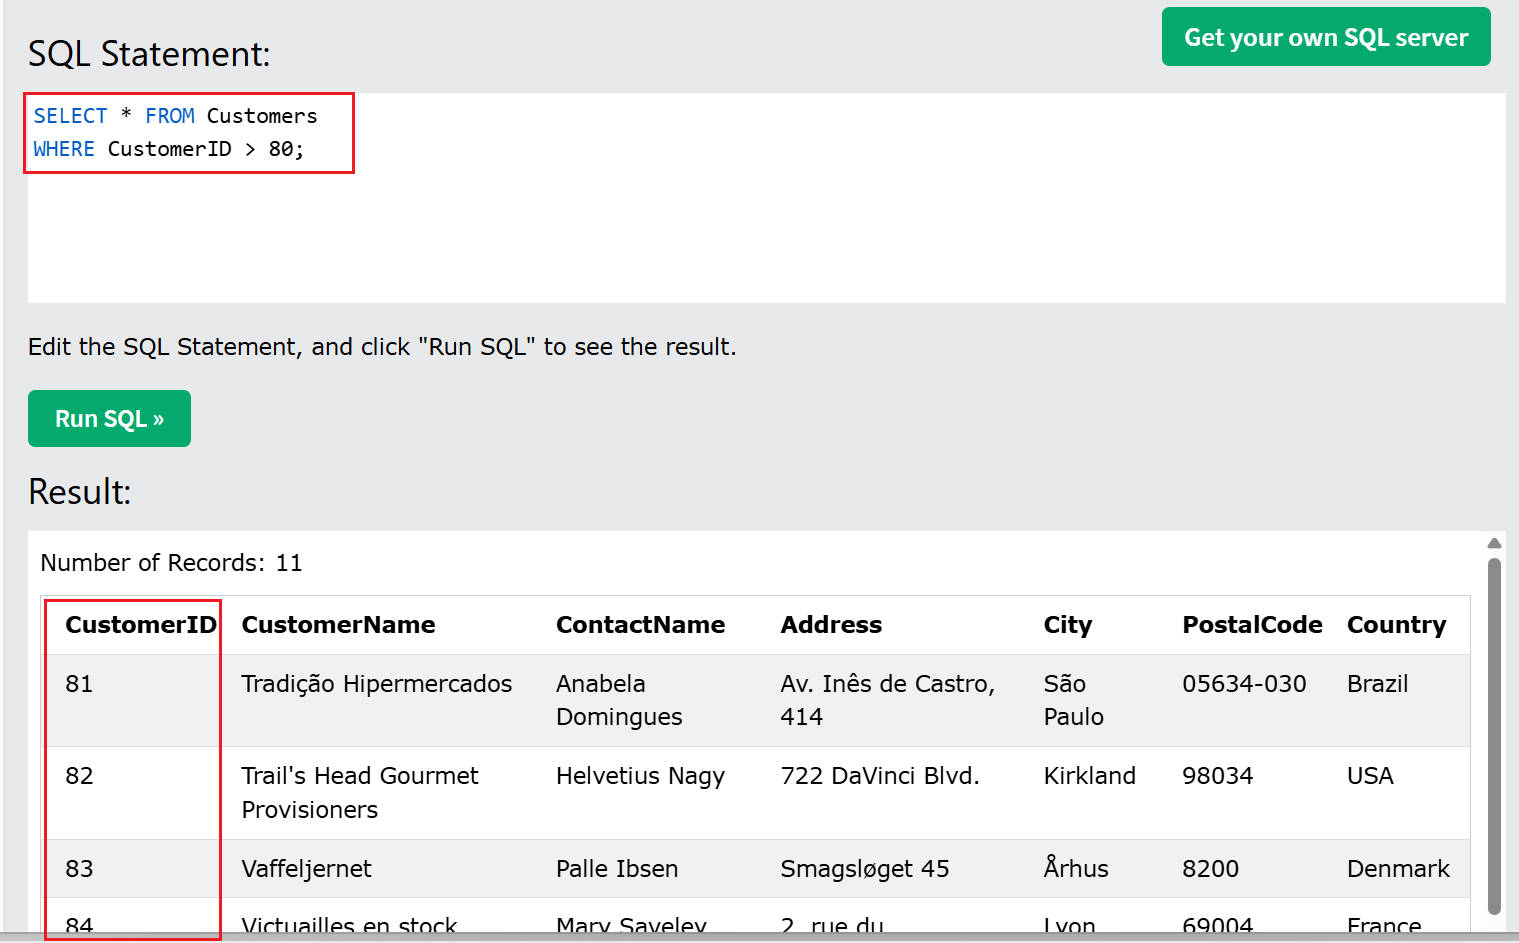 Get your own SQL server
SQL Statement:
SELECT * FROM Customers
WHERE CustomerID > 80;
Edit the SQL Statement, and click "Run SQL" to see the result.
Run SQL »
Result:
Number of Records: 11
CustomerID CustomerName ContactName Address City PostalCode Country
81 Tradição Hipermercados Anabela Av. Inês de Castro, São 05634-030 Brazil
Domingues 414 Paulo
82 Trail's Head Gourmet Helvetius Nagy 722 DaVinci Blvd. Kirkland 98034 USA
Provisioners
83 Vaffeljernet Palle Ibsen Smagsløget 45 Århus 8200 Denmark
84 Victuailles en stock Mary Saveley 2, rue du Lyon 69004 France